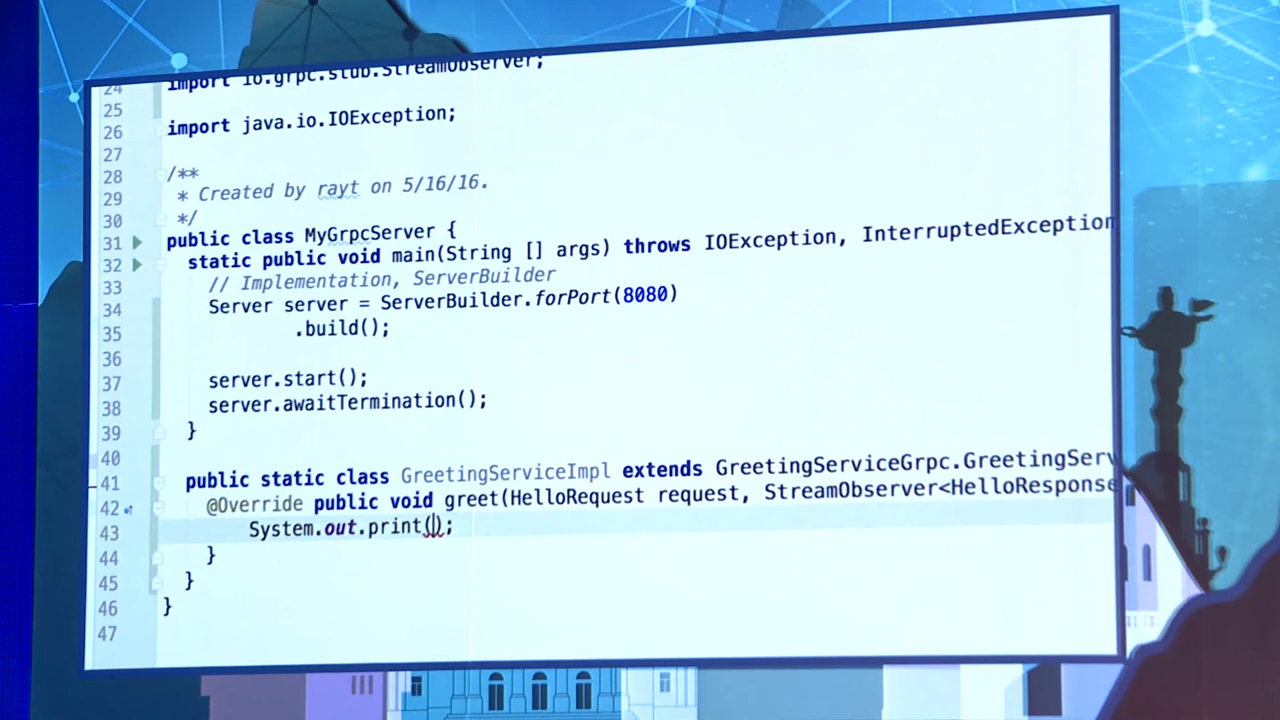 24 import io.grpc.stub.StreamObserver;
25
26 import java.io.IOException;
27
28 /**
29 * Created by rayt on 5/16/16.
30 */
31 public class MyGrpcServer {
32 static public void main(String [] args) throws IOException, InterruptedException
33 // Implementation, ServerBuilder
34 Server server = ServerBuilder.forPort(8080)
35 .build();
36
37 server.start();
38 server.awaitTermination();
39 }
40
41 public static class GreetingServiceImpl extends GreetingServiceGrpc.GreetingServ
42 @Override public void greet(HelloRequest request, StreamObserver<HelloResponse
43 System.out.print();
44 }
45 }
46 }
47